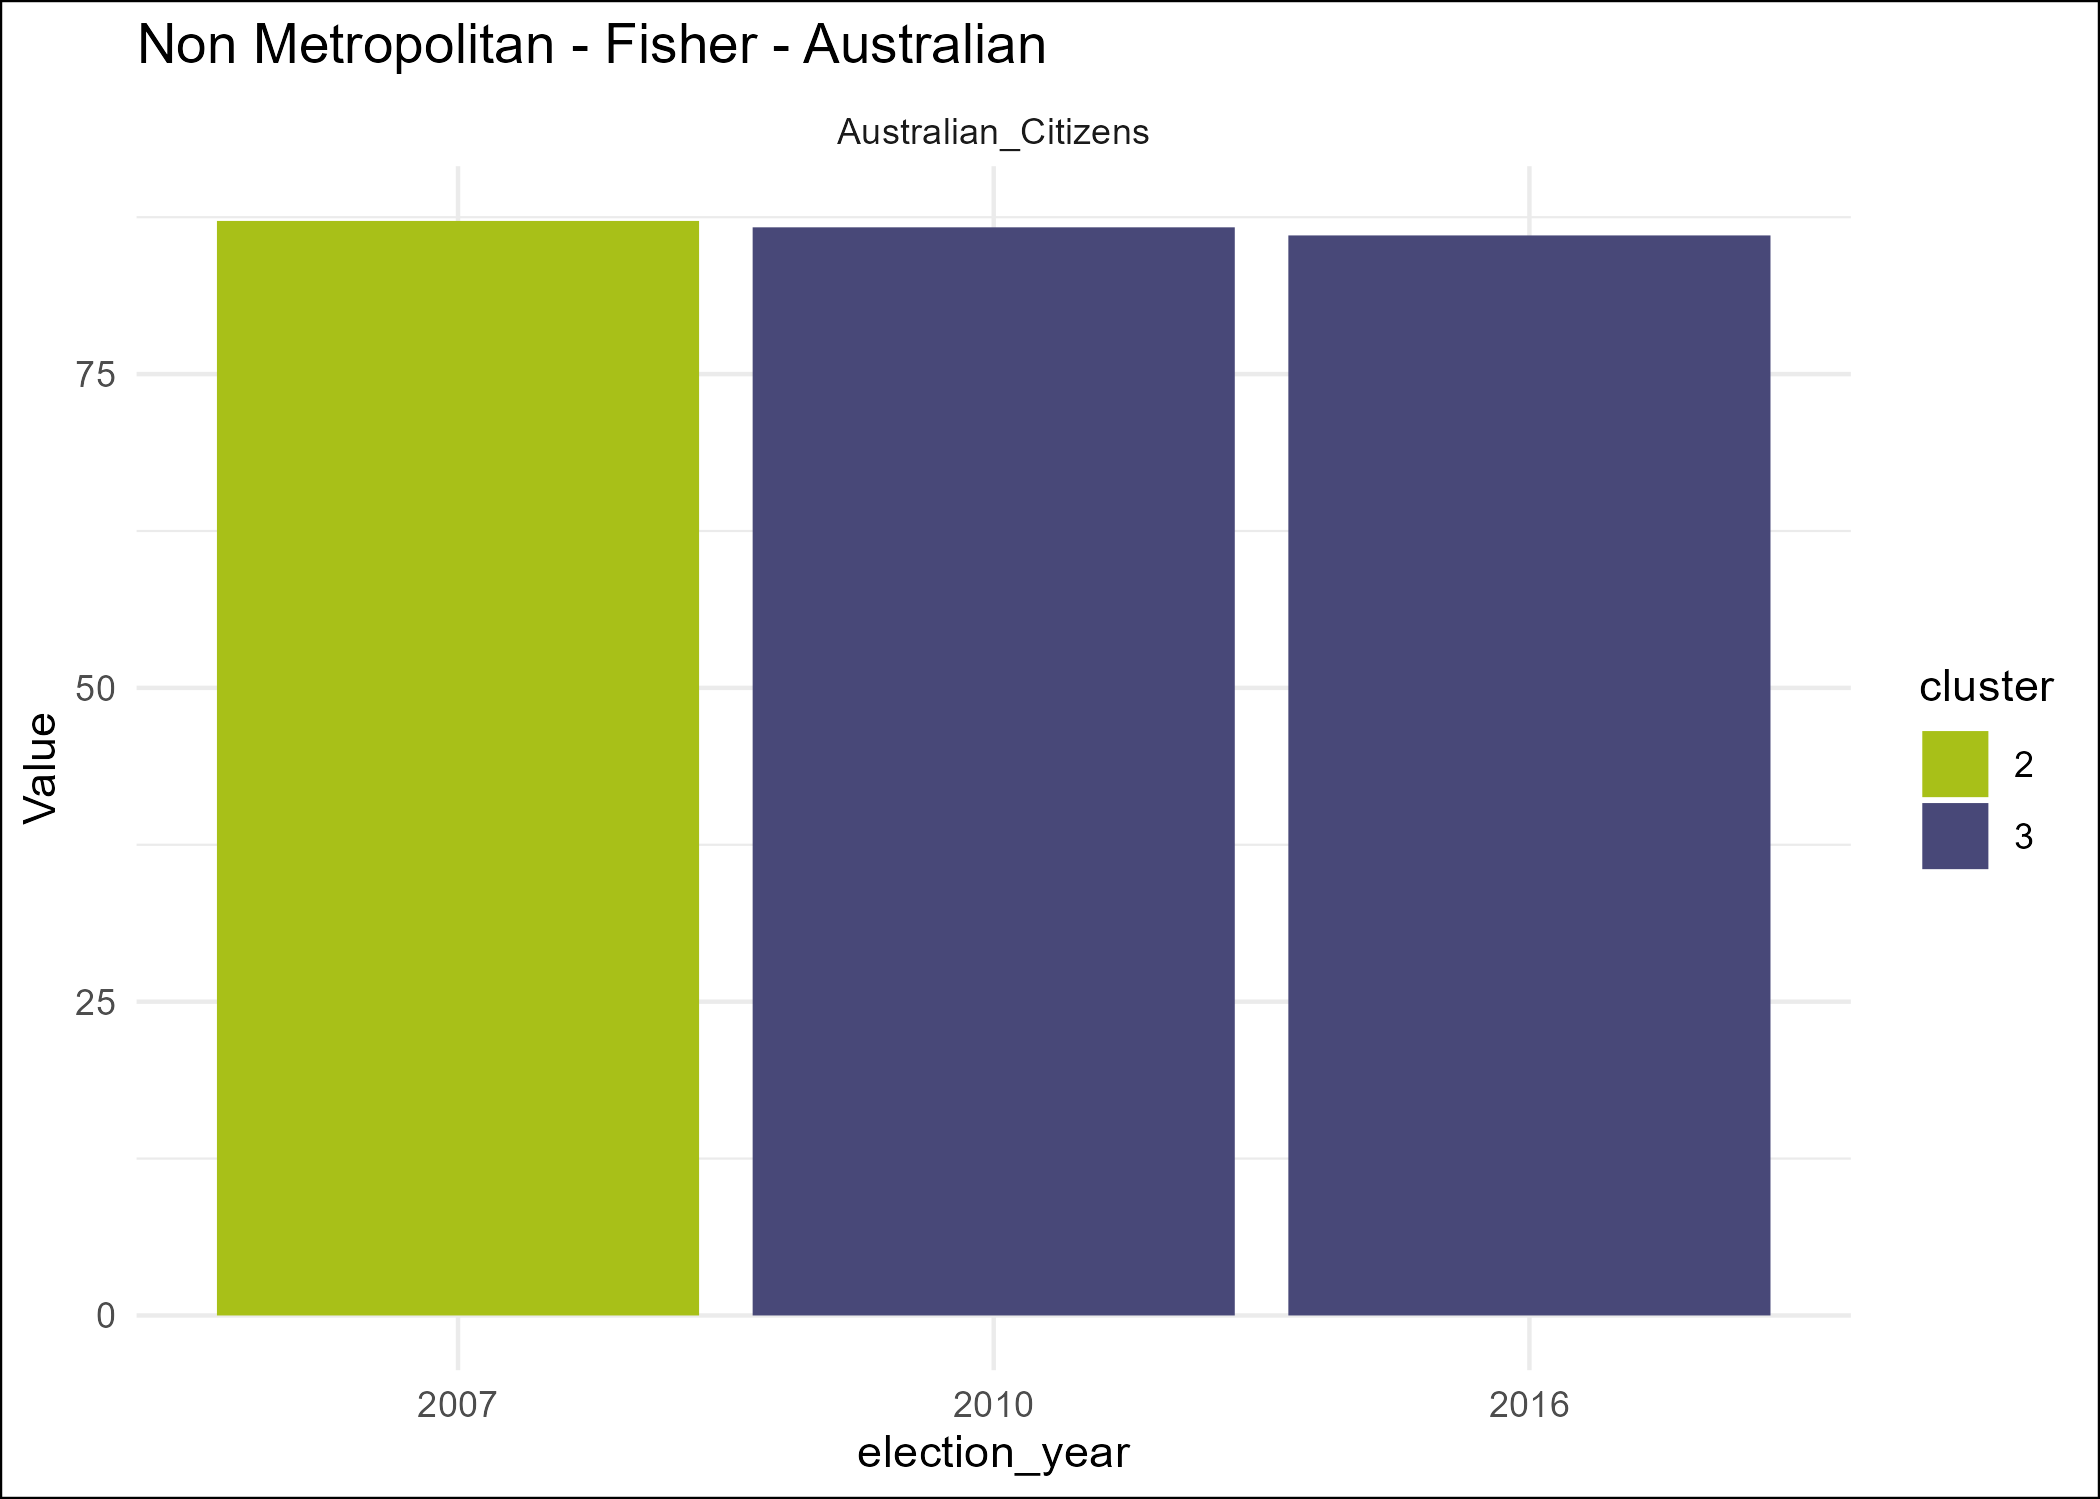 Non Metropolitan - Fisher - Australian
Australian_Citizens
75
50
25
0
Value
2007 2010 2016
election_year
cluster
2
3